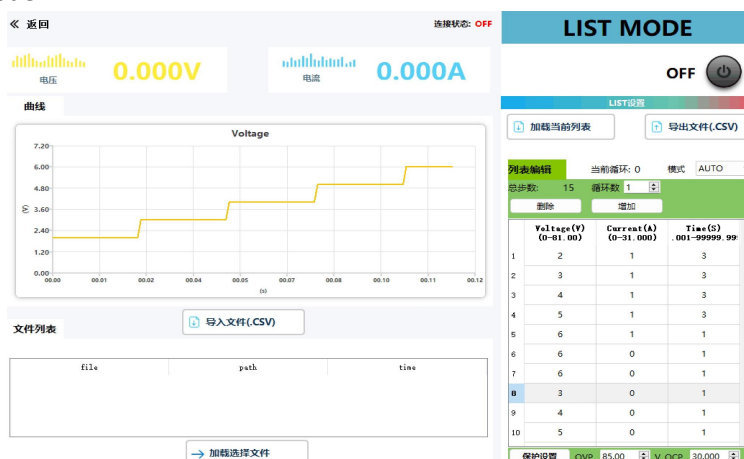 《 返回
连接状态: OFF
电压
0.000V
电流
0.000A
曲线
Voltage
7.20
6.00
4.80
3.60
2.40
1.20
0.00
(V)
00.00 00.01 00.02 00.04 00.05 00.07 00.08 00.10 00.11 00.12
(s)
导入文件(.CSV)
文件列表
file path time
加载选择文件
LIST MODE
OFF
LIST设置
加载当前列表
导出文件(.CSV)
列表编辑 当前循环: 0 模式 AUTO
总步数: 15 循环数 1
删除 增加
Voltage(V) Current(A) Time(S)
(0-81.00) (0-31.000) .001-99999.99
1 2 1 3
2 3 1 3
3 4 1 3
4 5 1 3
5 6 1 1
6 6 0 1
7 6 0 1
8 3 0 1
9 4 0 1
10 5 0 1
保护设置 OVP 85.00 V OCP 30.000